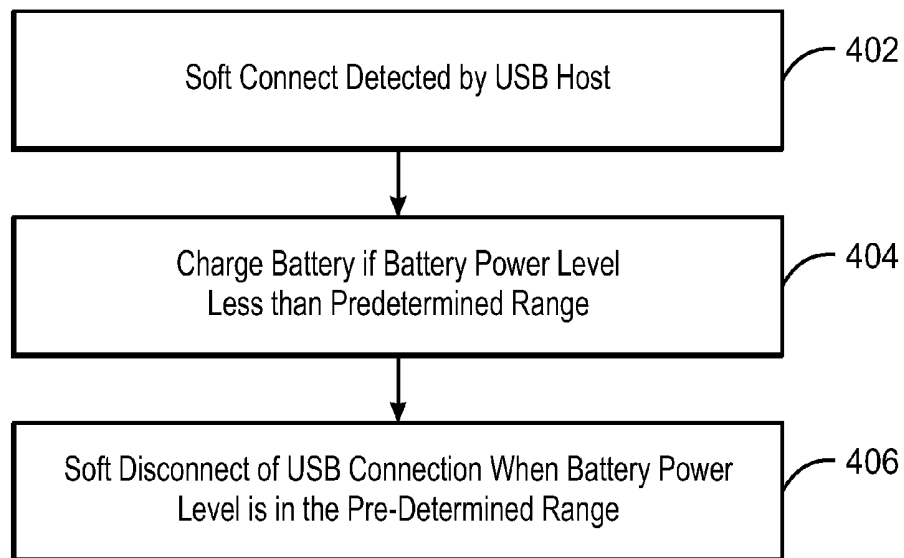 Soft Connect Detected by USB Host
402
Charge Battery if Battery Power Level
Less than Predetermined Range
404
Soft Disconnect of USB Connection When Battery Power
Level is in the Pre-Determined Range
406